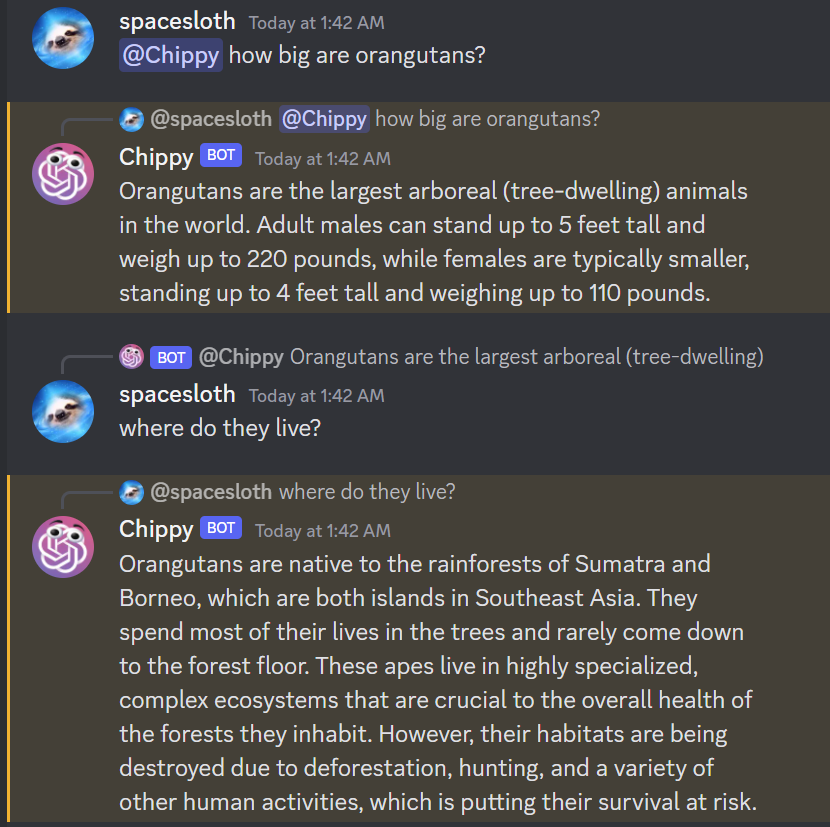 spacesloth Today at 1:42 AM
@Chippy how big are orangutans?
@spacesloth @Chippy how big are orangutans?
Chippy BOT Today at 1:42 AM
Orangutans are the largest arboreal (tree-dwelling) animals
in the world. Adult males can stand up to 5 feet tall and
weigh up to 220 pounds, while females are typically smaller,
standing up to 4 feet tall and weighing up to 110 pounds.
BOT @Chippy Orangutans are the largest arboreal (tree-dwelling)
spacesloth Today at 1:42 AM
where do they live?
@spacesloth where do they live?
Chippy BOT Today at 1:42 AM
Orangutans are native to the rainforests of Sumatra and
Borneo, which are both islands in Southeast Asia. They
spend most of their lives in the trees and rarely come down
to the forest floor. These apes live in highly specialized,
complex ecosystems that are crucial to the overall health of
the forests they inhabit. However, their habitats are being
destroyed due to deforestation, hunting, and a variety of
other human activities, which is putting their survival at risk.